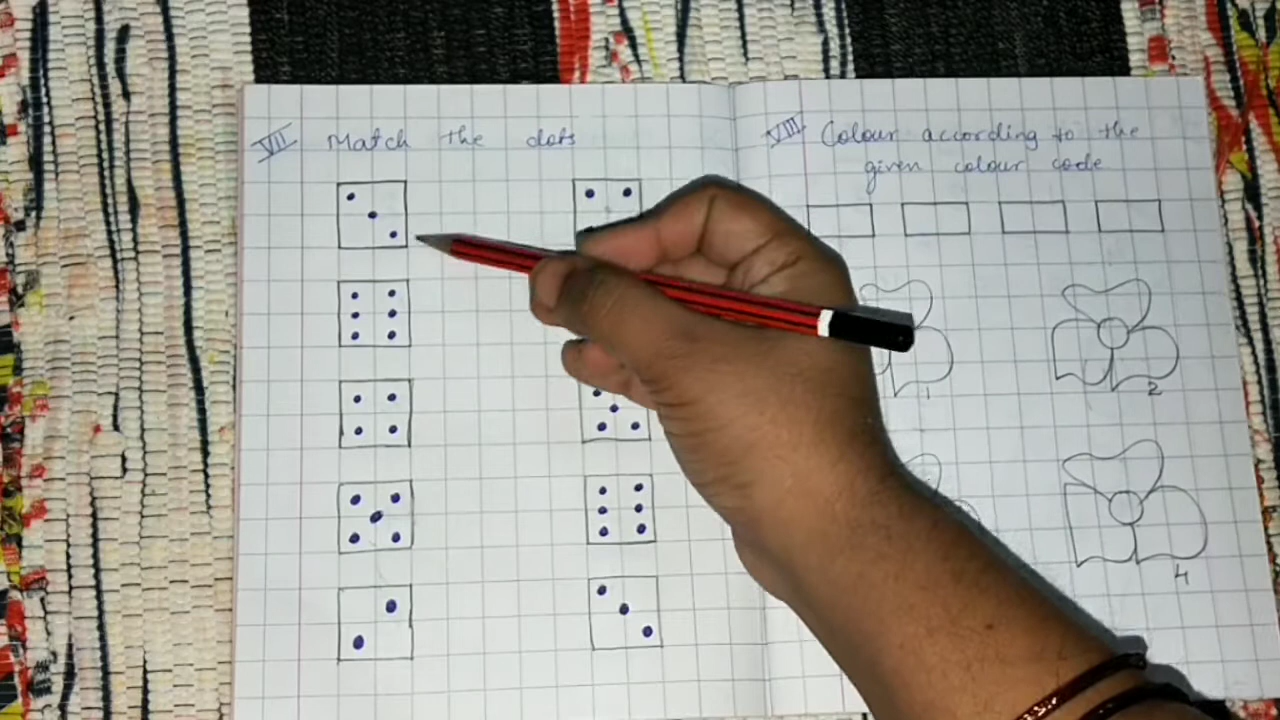 VII Match the dots
VIII Colour according to the
given colour code
1
2
4